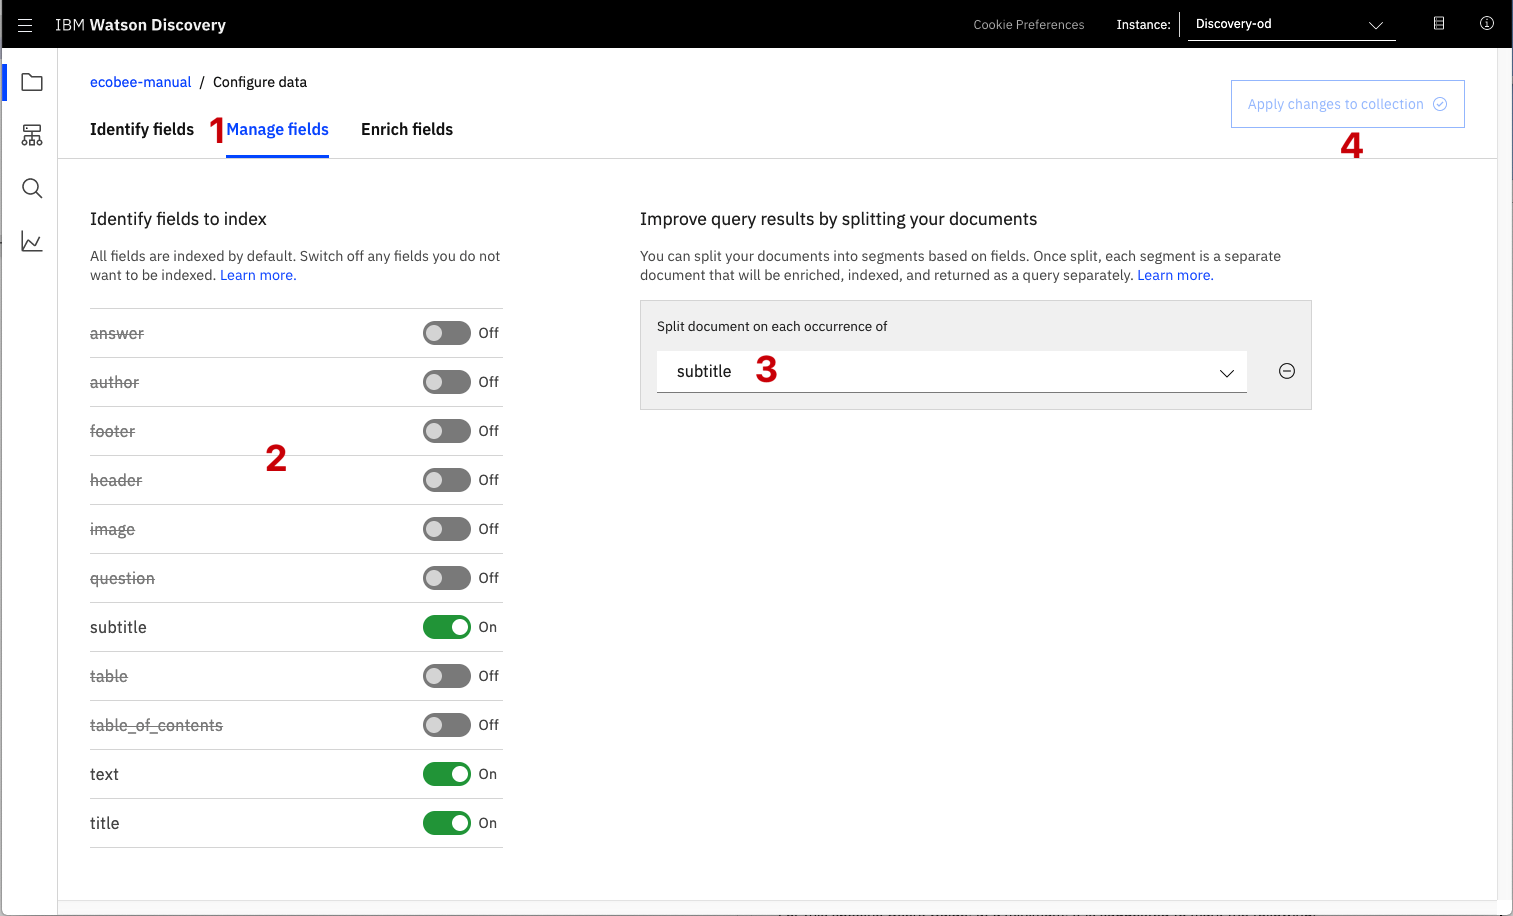 IBM Watson Discovery
Cookie Preferences
Instance:
Discovery-od
ecobee-manual / Configure data
Apply changes to collection
Identify fields
1
Manage fields
Enrich fields
4
Identify fields to index
All fields are indexed by default. Switch off any fields you do not
want to be indexed. Learn more.
answer Off
author Off
footer Off
2
header Off
image Off
question Off
subtitle On
table Off
table_of_contents Off
text On
title On
Improve query results by splitting your documents
You can split your documents into segments based on fields. Once split, each segment is a separate
document that will be enriched, indexed, and returned as a query separately. Learn more.
Split document on each occurrence of
subtitle
3